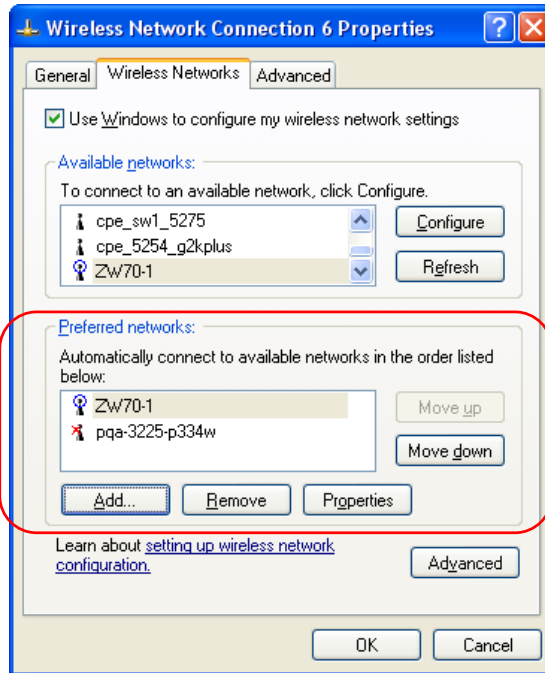 Wireless Network Connection 6 Properties
General Wireless Networks Advanced
Use Windows to configure my wireless network settings
Available networks:
To connect to an available network, click Configure.
cpe_sw1_5275
cpe_5254_g2kplus
ZW70-1
Configure
Refresh
Preferred networks:
Automatically connect to available networks in the order listed
below:
ZW70-1
pqa-3225-p334w
Move up
Move down
Add... Remove Properties
Learn about setting up wireless network
configuration.
Advanced
OK Cancel